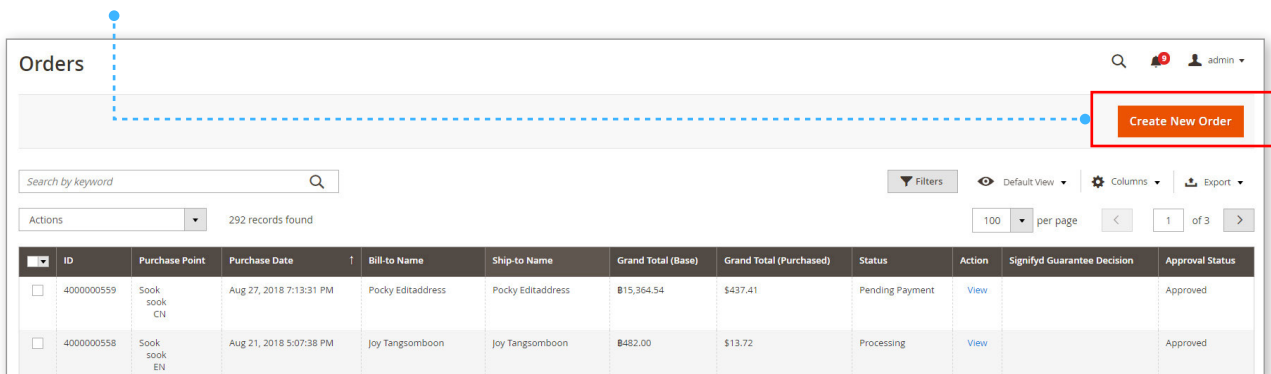 Orders
9
admin
Create New Order
Search by keyword
Filters
Default View
Columns
Export
Actions
292 records found
100
per page
1
of 3
ID Purchase Point Purchase Date ↑ Bill-to Name Ship-to Name Grand Total (Base) Grand Total (Purchased) Status Action Signifyd Guarantee Decision Approval Status
4000000559 Sook Aug 27, 2018 7:13:31 PM Pocky Editaddress Pocky Editaddress ฿15,364.54 $437.41 Pending Payment View Approved
sook
CN
4000000558 Sook Aug 21, 2018 5:07:38 PM Joy Tangsomboon Joy Tangsomboon ฿482.00 $13.72 Processing View Approved
sook
EN